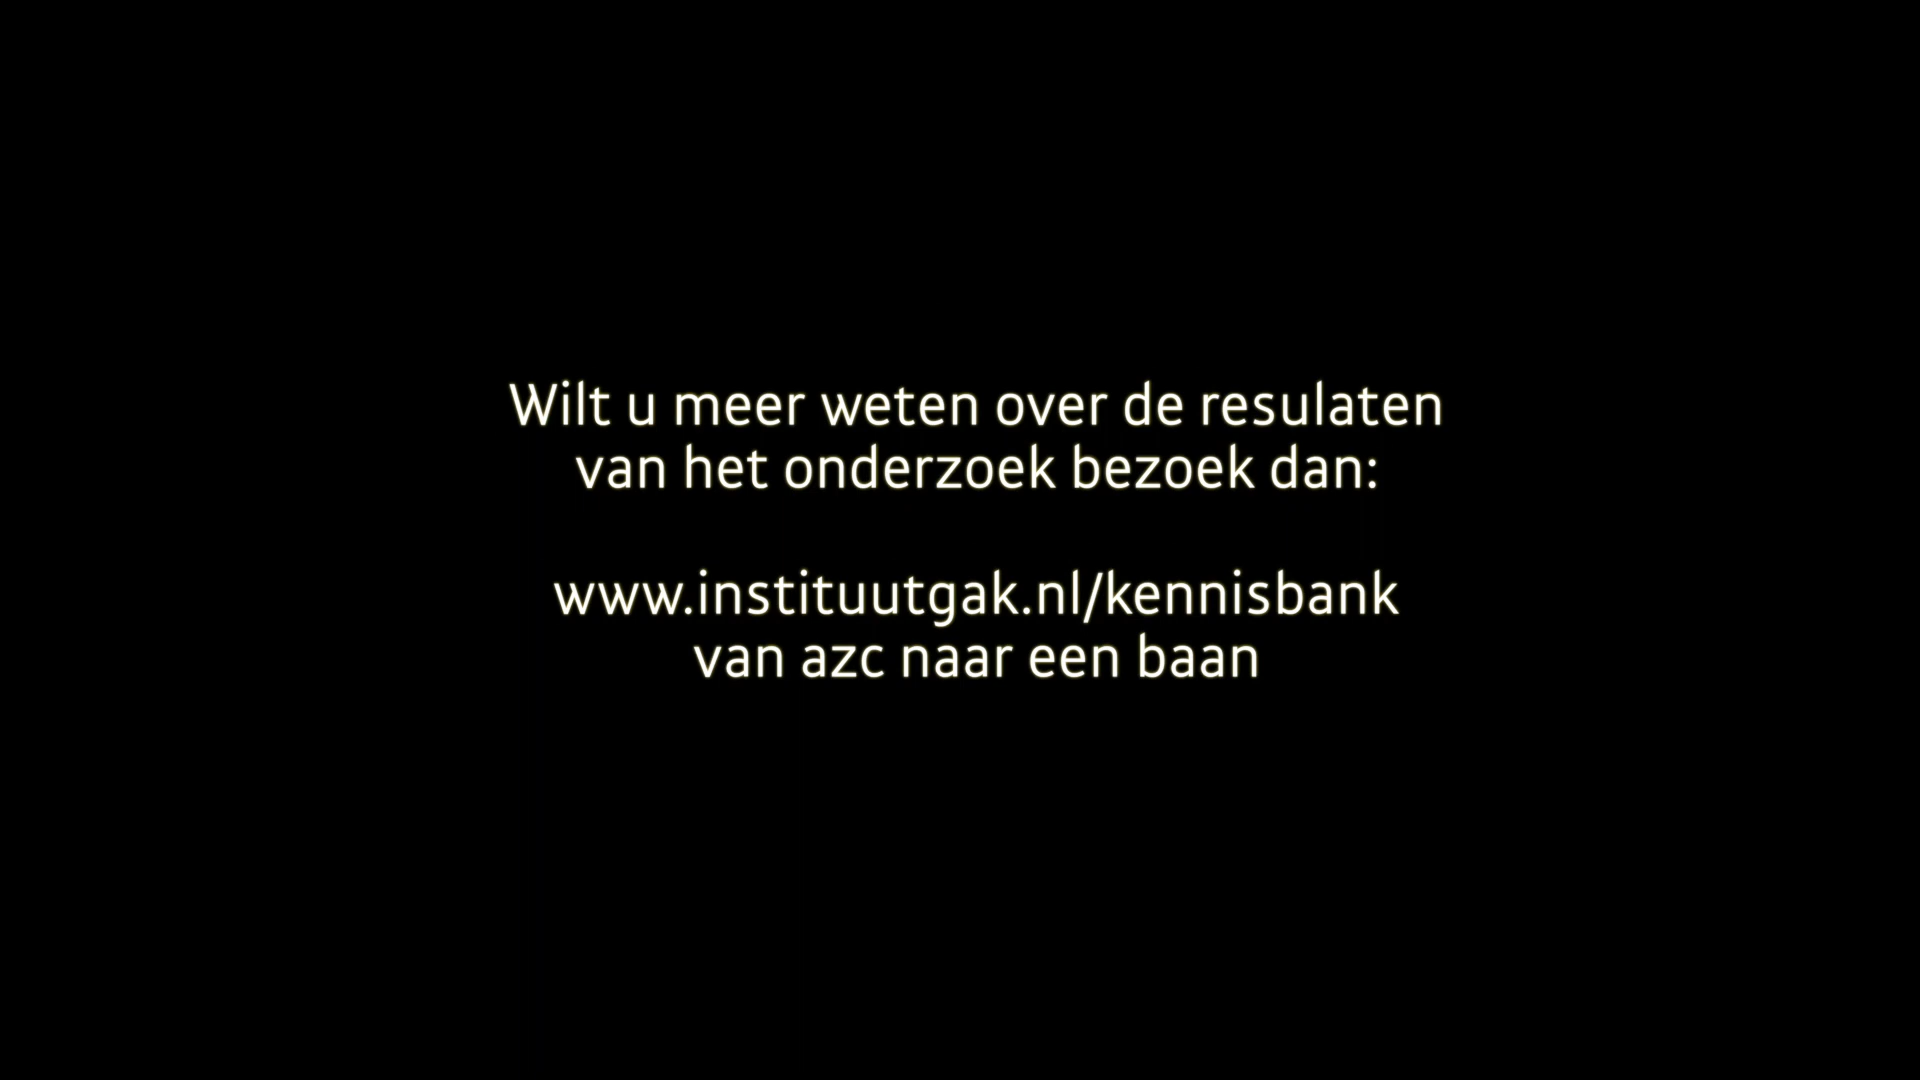 Wilt u meer weten over de resulaten
van het onderzoek bezoek dan:
www.instituutgak.nl/kennisbank
van azc naar een baan